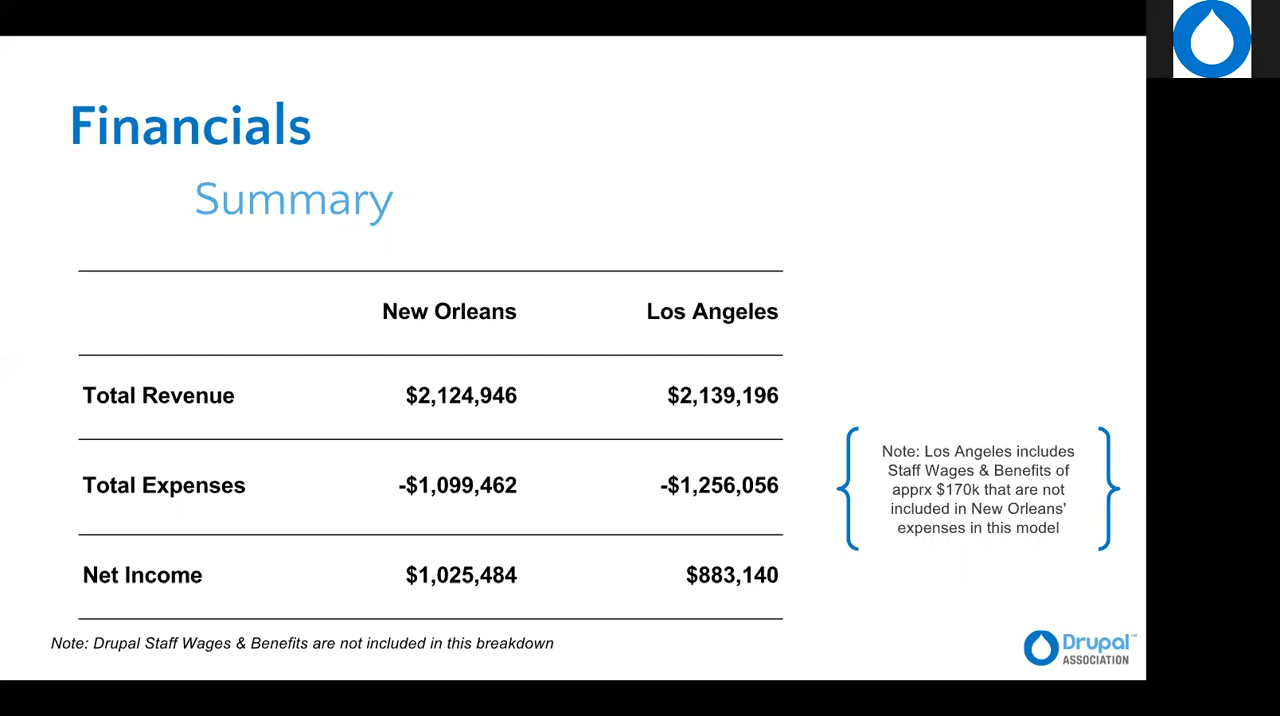 Financials
Summary
New Orleans Los Angeles
Total Revenue $2,124,946 $2,139,196
Total Expenses -$1,099,462 -$1,256,056
Net Income $1,025,484 $883,140
Note: Los Angeles includes
Staff Wages & Benefits of
apprx $170k that are not
included in New Orleans'
expenses in this model
Note: Drupal Staff Wages & Benefits are not included in this breakdown
Drupal™
ASSOCIATION